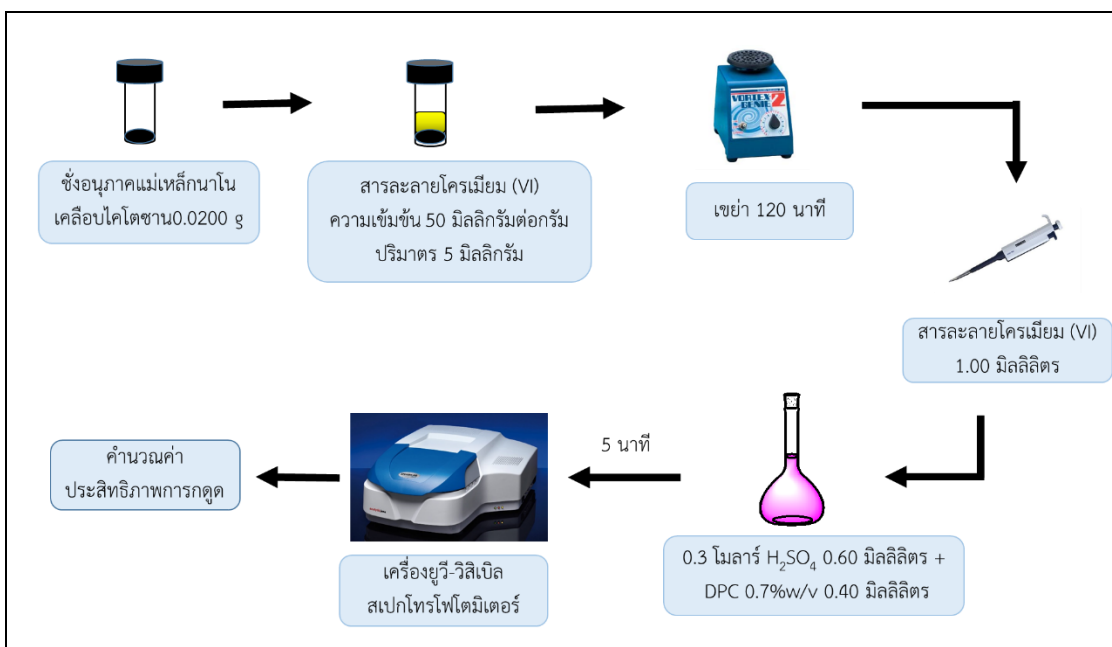 ชั่งอนุภาคแม่เหล็กนาโน
เคลือบไคโตซาน0.0200 g
สารละลายโครเมียม (VI)
ความเข้มข้น 50 มิลลิกรัมต่อกรัม
ปริมาตร 5 มิลลิกรัม
VORTEX
GENIE 2
เขย่า 120 นาที
สารละลายโครเมียม (VI)
1.00 มิลลิลิตร
0.3 โมลาร์ H₂SO₄ 0.60 มิลลิลิตร +
DPC 0.7%w/v 0.40 มิลลิลิตร
5 นาที
เครื่องยูวี-วิสิเบิล
สเปกโทรโฟโตมิเตอร์
คำนวณค่า
ประสิทธิภาพการกดูด